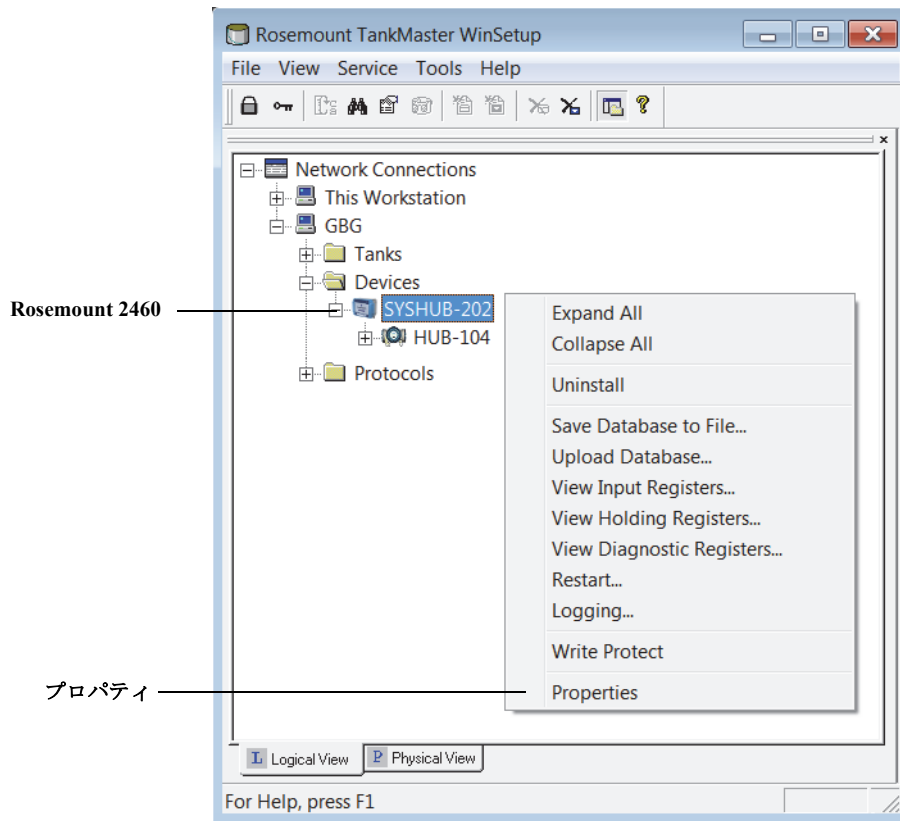 Rosemount TankMaster WinSetup
File View Service Tools Help
Network Connections
This Workstation
GBG
Tanks
Devices
Rosemount 2460
SYSHUB-202
HUB-104
Protocols
Expand All
Collapse All
Uninstall
Save Database to File...
Upload Database...
View Input Registers...
View Holding Registers...
View Diagnostic Registers...
Restart...
Logging...
Write Protect
プロパティ
Properties
L Logical View P Physical View
For Help, press F1